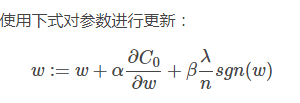 使用下式对参数进行更新：
w := w + α ∂C₀/∂w + β λ/n sgn(w)